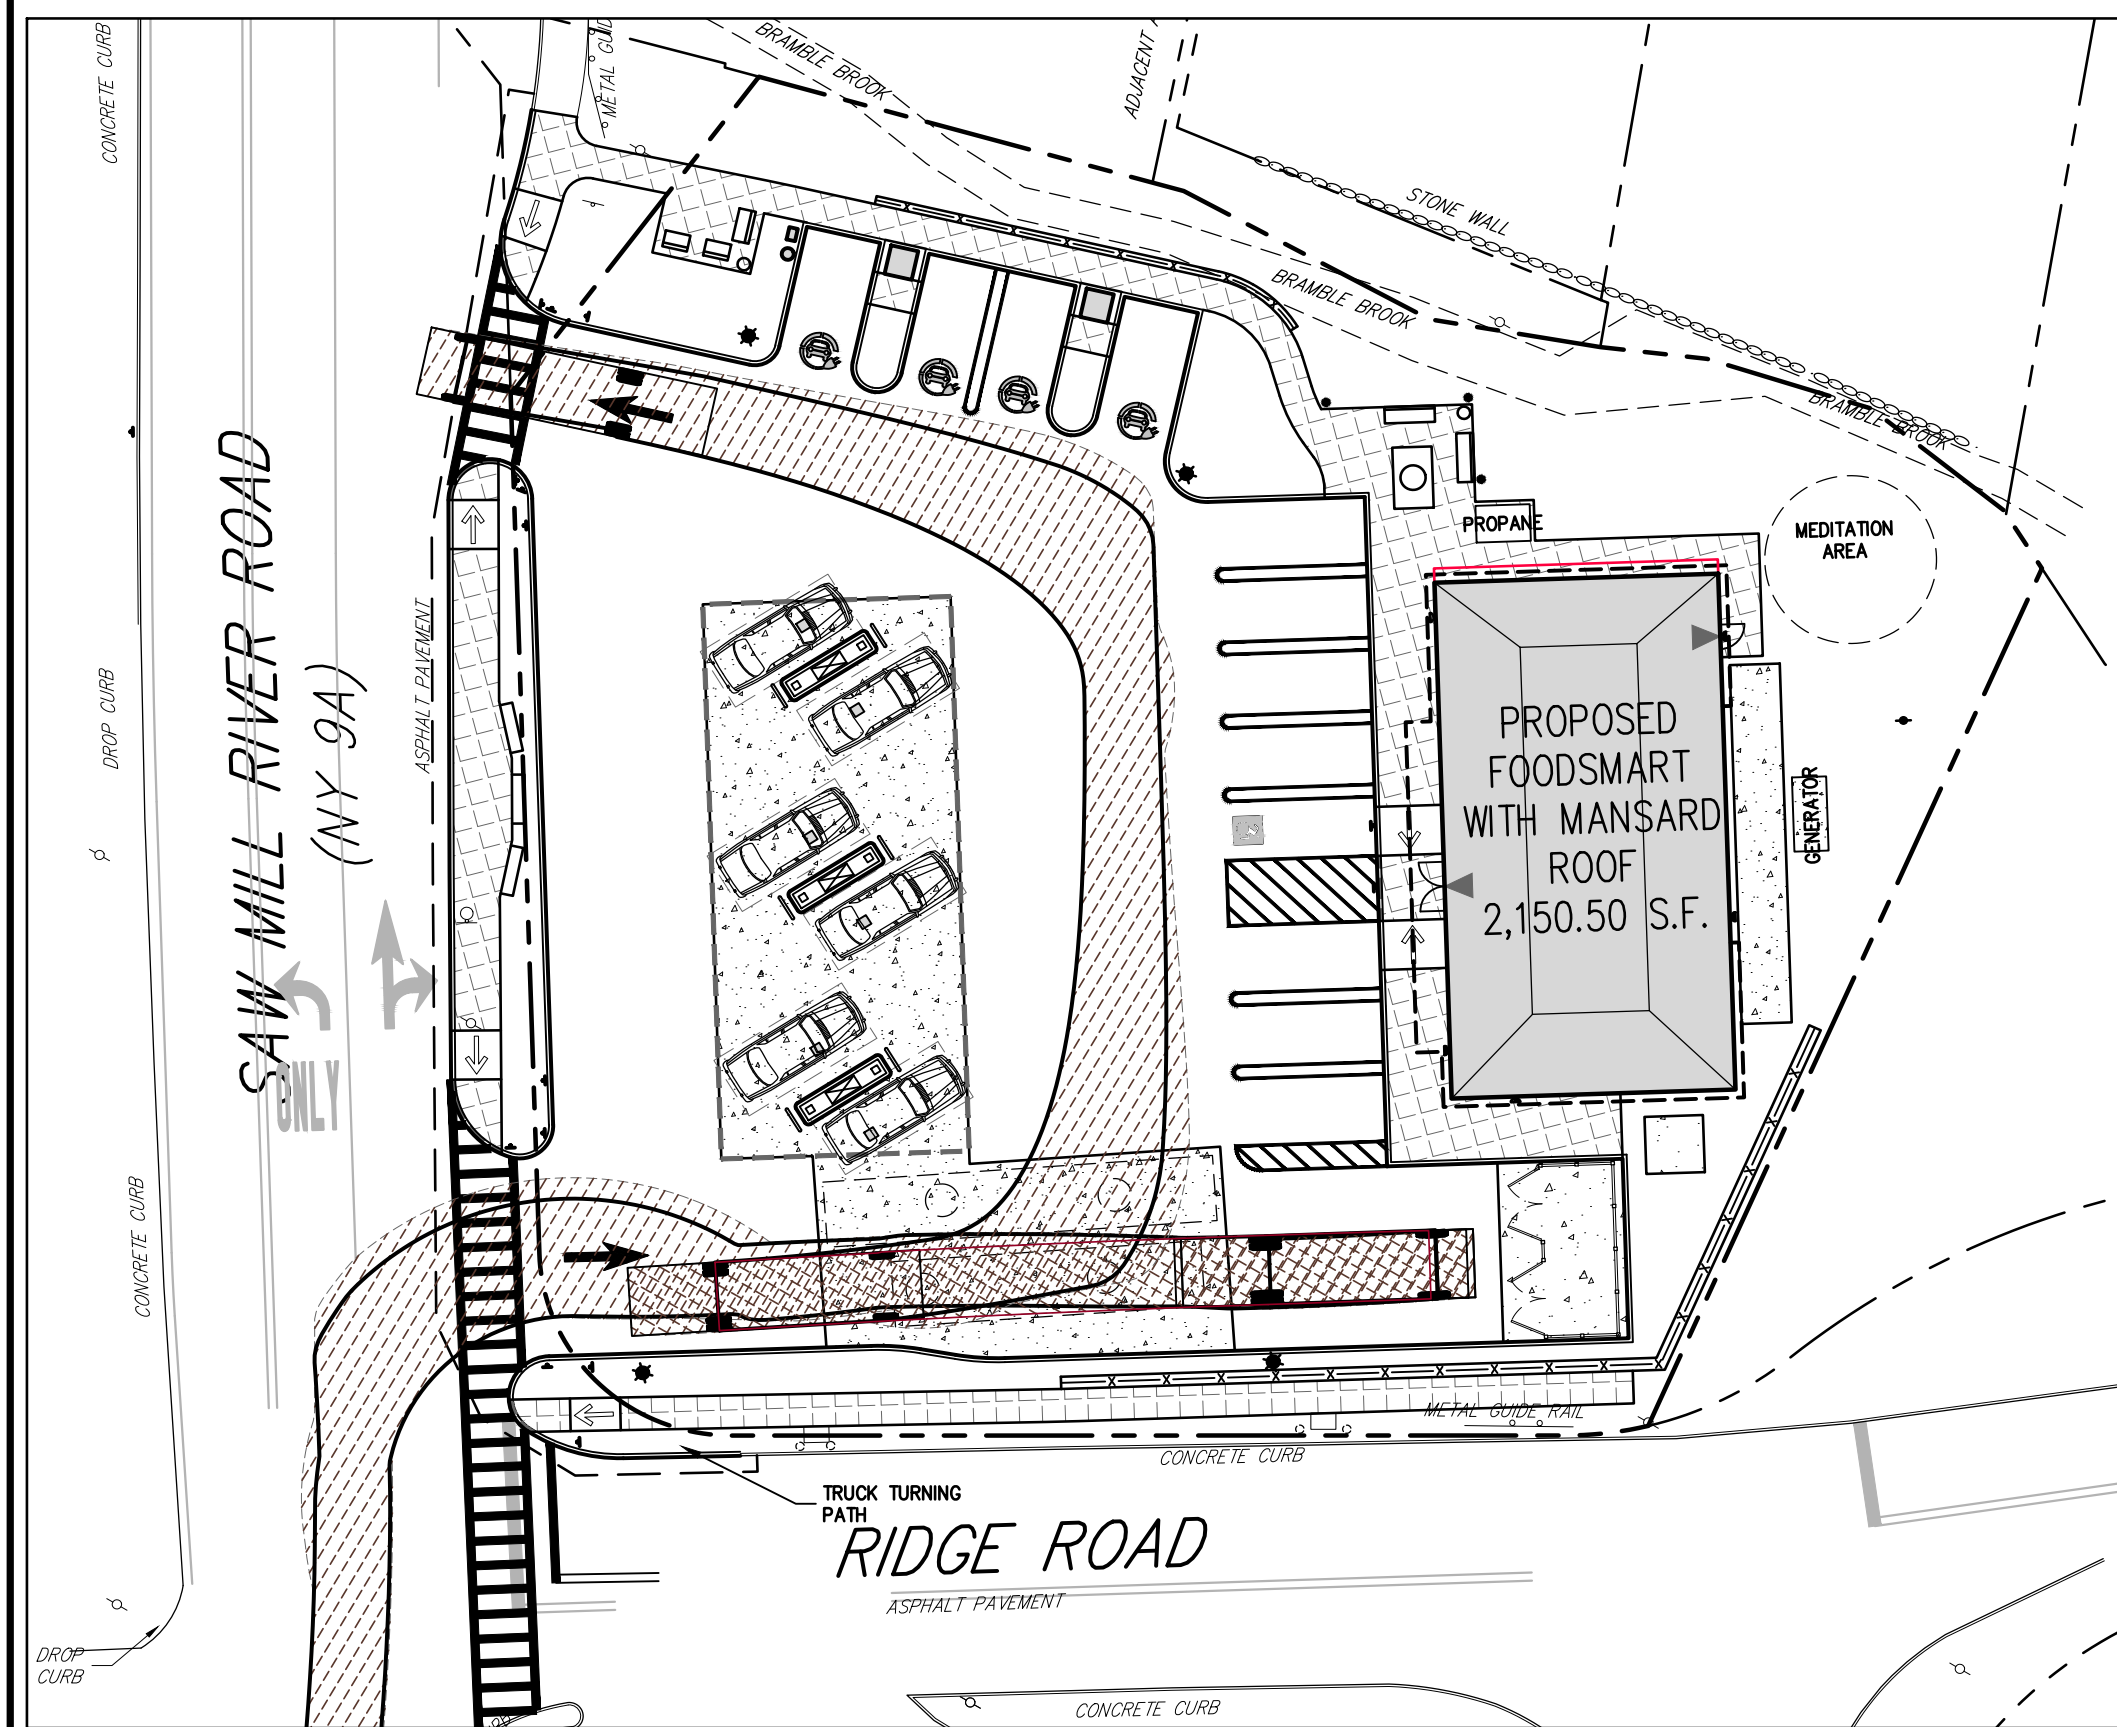 CONCRETE CURB
METAL GUID
BRAMBLE BROOK
ADJACENT
STONE WALL
BRAMBLE BROOK
BRAMBLE BROOK
SAW MILL RIVER ROAD
(NY 9A)
ASPHALT PAVEMENT
DROP CURB
PROPANE
MEDITATION
AREA
PROPOSED
FOODSMART
WITH MANSARD
ROOF
2,150.50 S.F.
GENERATOR
ONLY
CONCRETE CURB
METAL GUIDE RAIL
CONCRETE CURB
TRUCK TURNING
PATH
RIDGE ROAD
ASPHALT PAVEMENT
DROP
CURB
CONCRETE CURB